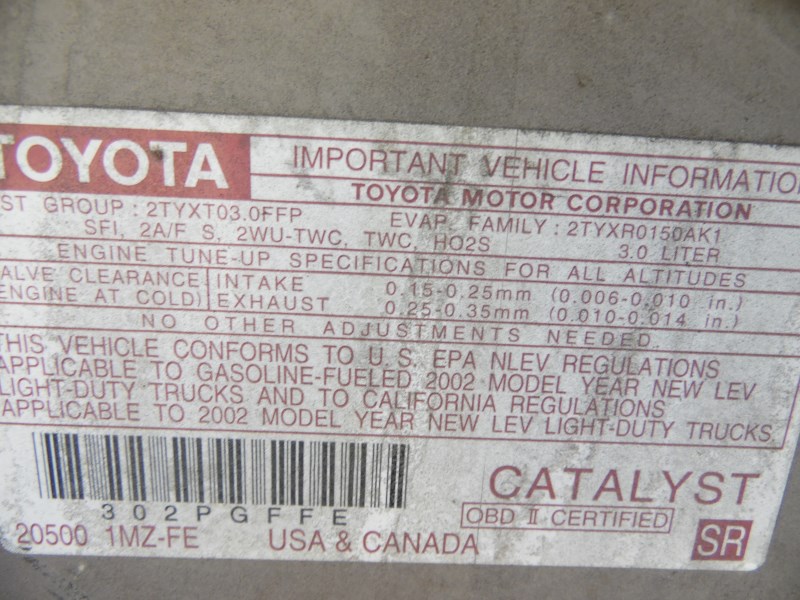 TOYOTA
IMPORTANT VEHICLE INFORMATIO
TOYOTA MOTOR CORPORATION
ST GROUP : 2TYXT03.0FFP EVAP. FAMILY : 2TYXR0150AK1
SFI, 2A/F S, 2WU-TWC, TWC, HO2S 3.0 LITER
ENGINE TUNE-UP SPECIFICATIONS FOR ALL ALTITUDES
ALVE CLEARANCE INTAKE 0.15-0.25mm (0.006-0.010 in.)
ENGINE AT COLD) EXHAUST 0.25-0.35mm (0.010-0.014 in.)
NO OTHER ADJUSTMENTS NEEDED.
THIS VEHICLE CONFORMS TO U.S. EPA NLEV REGULATIONS
APPLICABLE TO GASOLINE-FUELED 2002 MODEL YEAR NEW LEV
LIGHT-DUTY TRUCKS AND TO CALIFORNIA REGULATIONS
APPLICABLE TO 2002 MODEL YEAR NEW LEV LIGHT-DUTY TRUCKS.
CATALYST
302PGFFE
OBD II CERTIFIED
20500 1MZ-FE USA & CANADA
SR